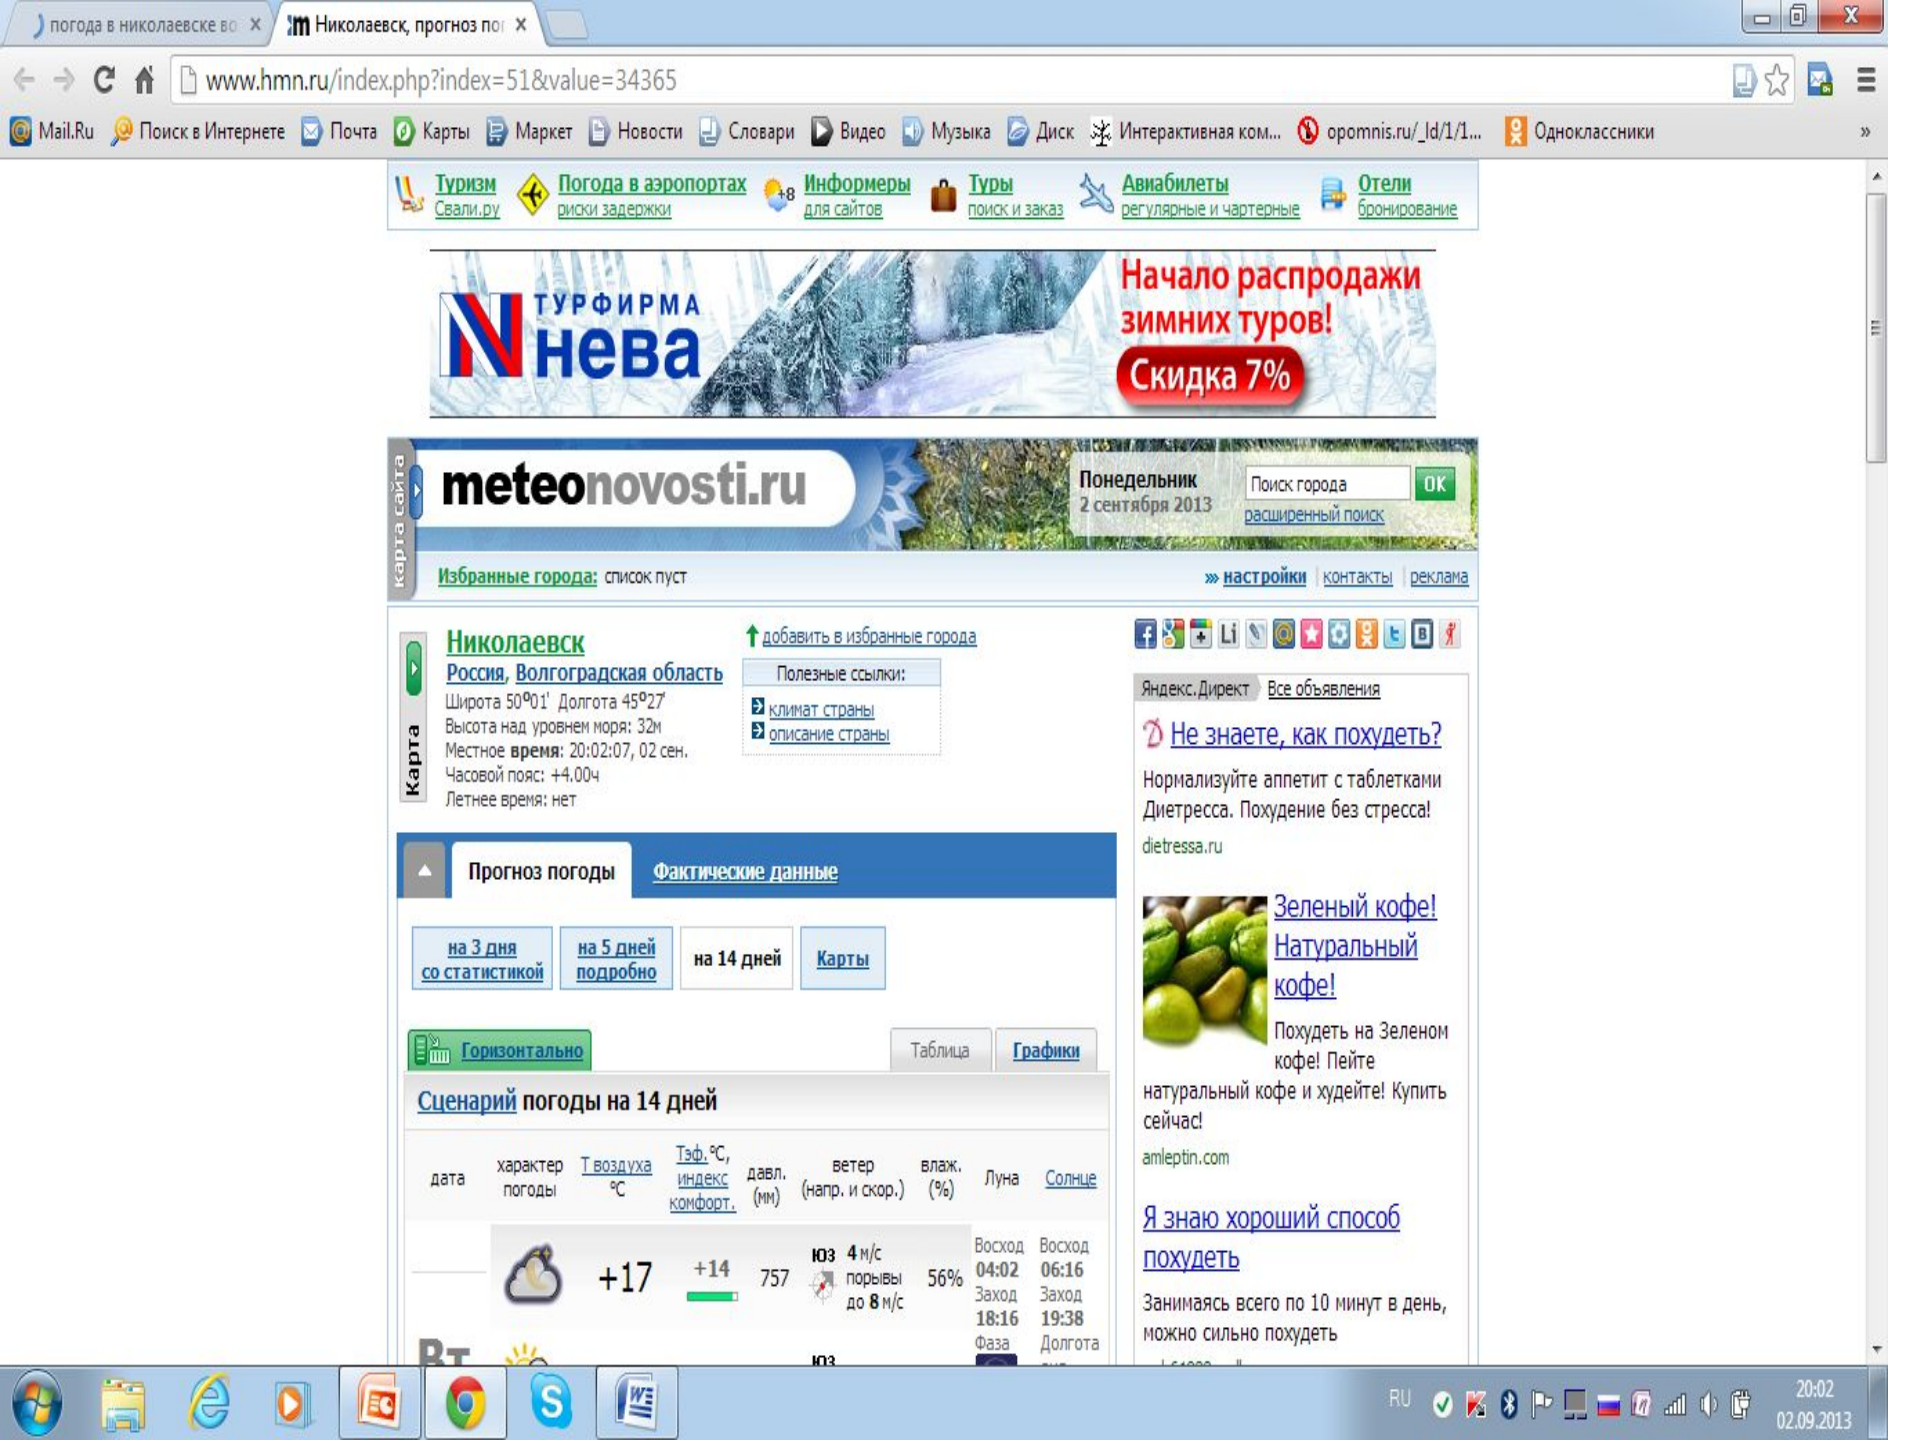 погода в николаевске во
Николаевск, прогноз пог
www.hmn.ru/index.php?index=51&value=34365
Mail.Ru Поиск в Интернете Почта Карты Маркет Новости Словари Видео Музыка Диск Интерактивная ком... opomnis.ru/_ld/1/1... Одноклассники »
Туризм Погода в аэропортах +8 Информеры Туры Авиабилеты Отели
Свали.ру риски задержки для сайтов поиск и заказ регулярные и чартерные бронирование
ТУРФИРМА
нева
Начало распродажи
зимних туров!
Скидка 7%
карта сайта
meteonovosti.ru
Понедельник
2 сентября 2013
Поиск города OK
расширенный поиск
Избранные города: список пуст
»» настройки контакты реклама
Карта
Николаевск
Россия, Волгоградская область
Широта 50º01' Долгота 45º27'
Высота над уровнем моря: 32м
Местное время: 20:02:07, 02 сен.
Часовой пояс: +4.00ч
Летнее время: нет
добавить в избранные города
Полезные ссылки:
климат страны
описание страны
Прогноз погоды Фактические данные
на 3 дня
со статистикой
на 5 дней
подробно
на 14 дней
Карты
Горизонтально
Таблица Графики
Сценарий погоды на 14 дней
дата
характер
погоды
Т воздуха
ºС
Тэф.ºС,
индекс
комфорт.
давл.
(мм)
ветер
(напр. и скор.)
влаж.
(%)
Луна
Солнце
+17
+14
757
ЮЗ 4 м/с
порывы
до 8 м/с
56%
Восход
04:02
Заход
18:16
Фаза
Восход
06:16
Заход
19:38
Долгота
Вт
ЮЗ
Яндекс.Директ Все объявления
Не знаете, как похудеть?
Нормализуйте аппетит с таблетками
Диетресса. Похудение без стресса!
dietressa.ru
Зеленый кофе!
Натуральный
кофе!
Похудеть на Зеленом
кофе! Пейте
натуральный кофе и худейте! Купить
сейчас!
amleptin.com
Я знаю хороший способ
похудеть
Занимаясь всего по 10 минут в день,
можно сильно похудеть
RU
20:02
02.09.2013